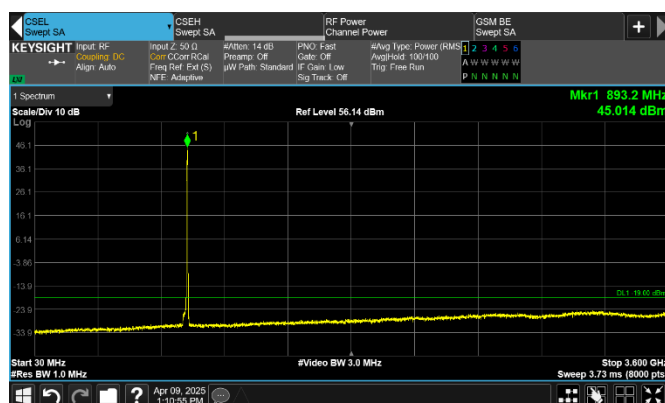 CSEL
Swept SA
CSEH
Swept SA
RF Power
Channel Power
GSM BE
Swept SA
+
KEYSIGHT
Input: RF
Coupling: DC
Align: Auto
Input Z: 50 Ω
Corr CCorr RCal
Freq Ref: Ext (S)
NFE: Adaptive
#Atten: 14 dB
Preamp: Off
µW Path: Standard
PNO: Fast
Gate: Off
IF Gain: Low
Sig Track: Off
#Avg Type: Power (RMS)
Avg|Hold: 100/100
Trig: Free Run
1 2 3 4 5 6
A W W W W W
P N N N N N
1 Spectrum
Scale/Div 10 dB
Log
Ref Level 56.14 dBm
Mkr1 893.2 MHz
45.014 dBm
1
46.1
36.1
26.1
16.1
6.14
-3.86
-13.9
-23.9
-33.9
DL1 19.00 dBm
Start 30 MHz
#Res BW 1.0 MHz
#Video BW 3.0 MHz
Stop 3.600 GHz
Sweep 3.73 ms (8000 pts)
?
Apr 09, 2025
1:10:55 PM